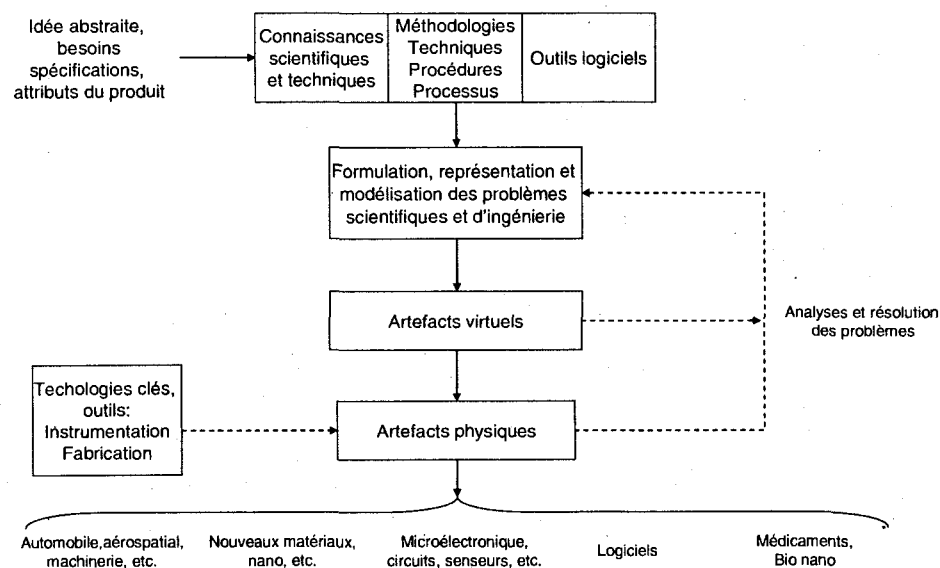 Idée abstraite,
besoins
spécifications,
attributs du produit
Connaissances
scientifiques
et techniques
Méthodologies
Techniques
Procédures
Processus
Outils logiciels
Formulation, représentation et
modélisation des problèmes
scientifiques et d'ingénierie
Artefacts virtuels
Analyses et résolution
des problèmes
Techologies clés,
outils:
Instrumentation
Fabrication
Artefacts physiques
Automobile,aérospatial,
machinerie, etc.
Nouveaux matériaux,
nano, etc.
Microélectronique,
circuits, senseurs, etc.
Logiciels
Médicaments,
Bio nano